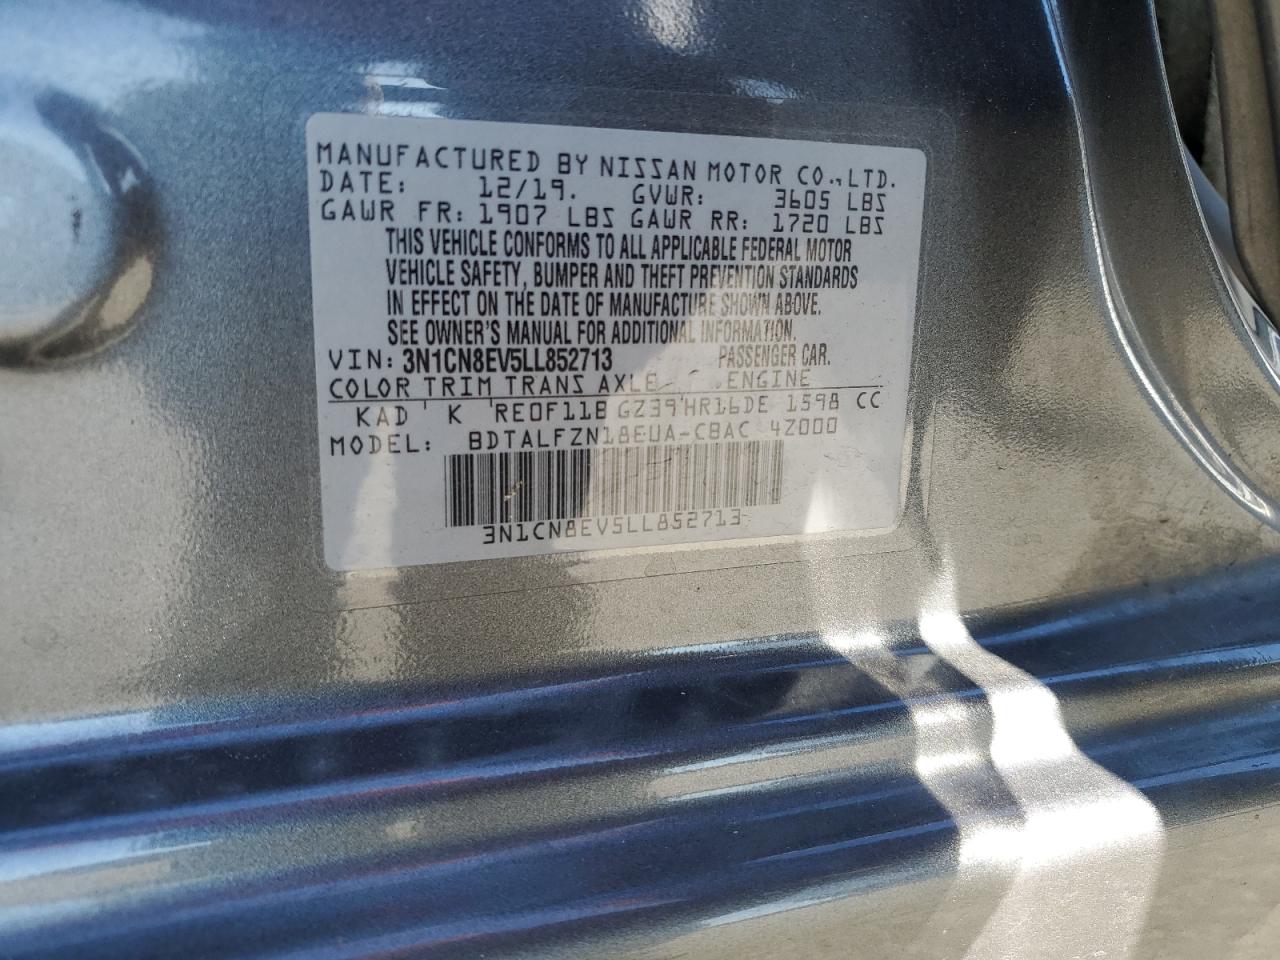 MANUFACTURED BY NISSAN MOTOR CO.,LTD.
DATE: 12/19. GVWR: 3605 LBS
GAWR FR: 1907 LBS GAWR RR: 1720 LBS
THIS VEHICLE CONFORMS TO ALL APPLICABLE FEDERAL MOTOR
VEHICLE SAFETY, BUMPER AND THEFT PREVENTION STANDARDS
IN EFFECT ON THE DATE OF MANUFACTURE SHOWN ABOVE.
SEE OWNER'S MANUAL FOR ADDITIONAL INFORMATION.
VIN: 3N1CN8EV5LL852713 PASSENGER CAR.
COLOR TRIM TRANS AXLE ENGINE
KAD K RE0F11B GZ39 HR16DE 1598 CC
MODEL: BDTALFZN18EUA-CBAC 4Z000
3N1CN8EV5LL852713